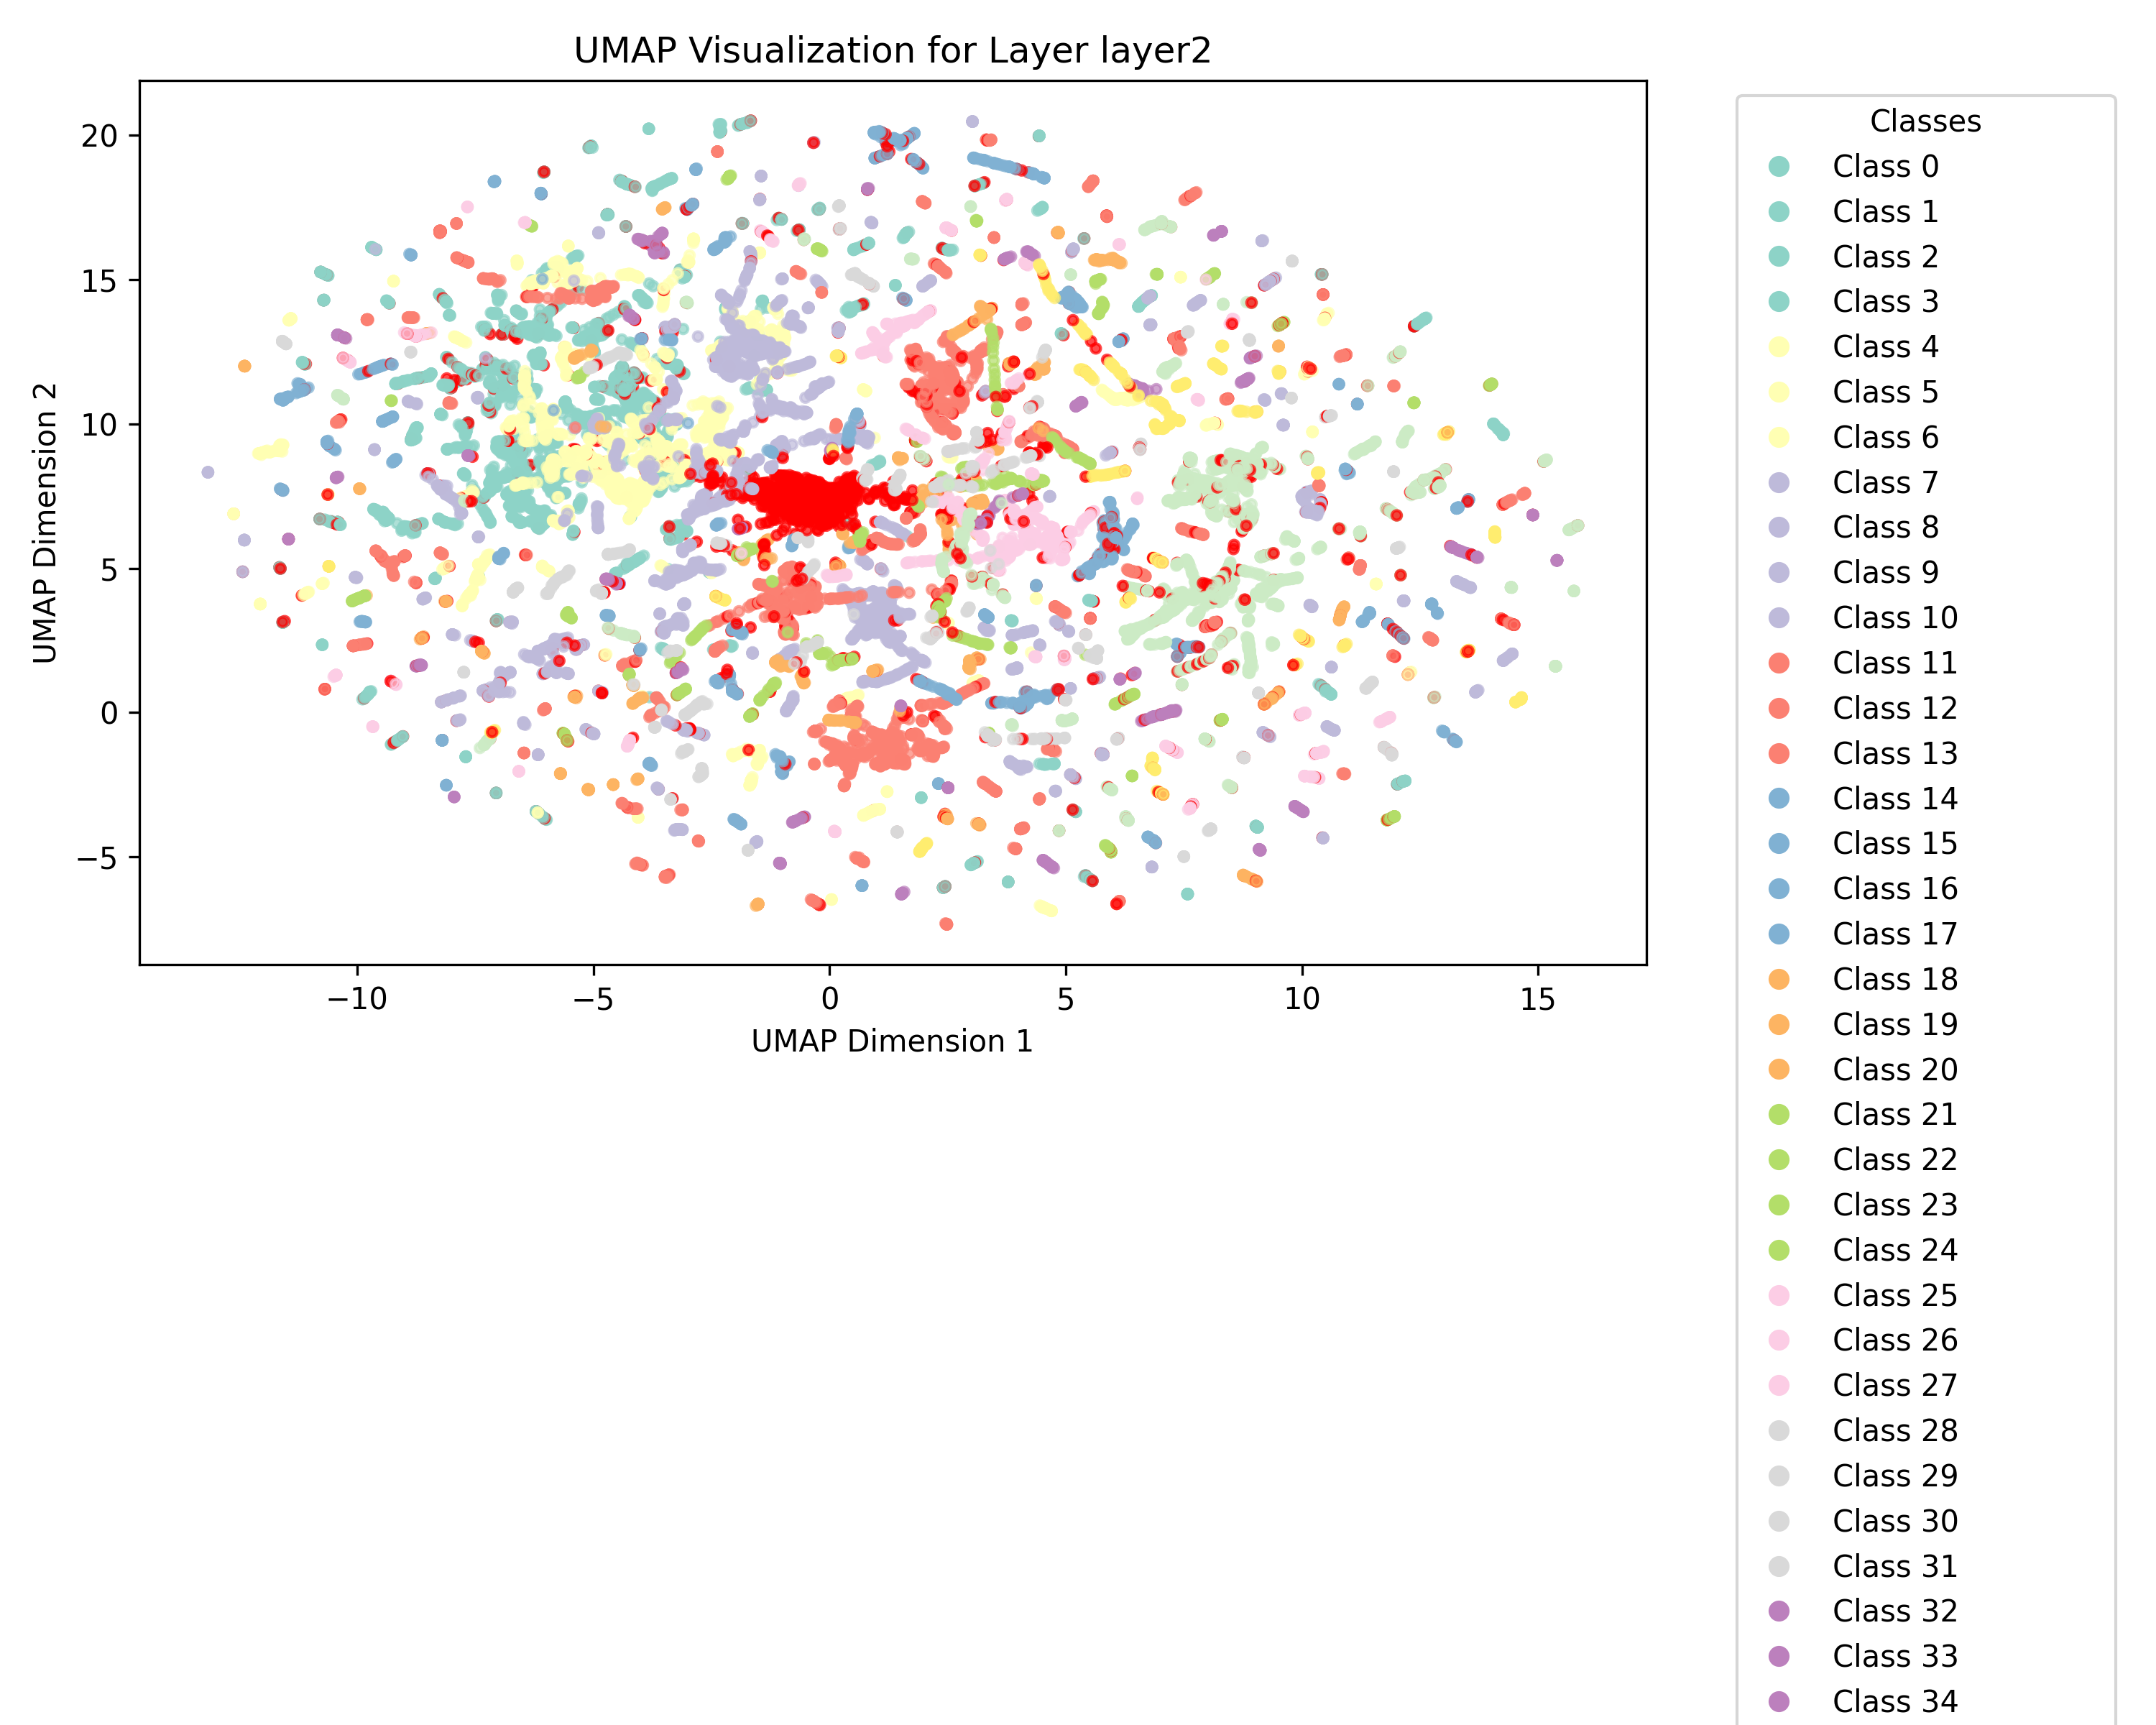 UMAP Visualization for Layer layer2
UMAP Dimension 2
20
15
10
5
0
−5
−10
−5
0
5
10
15
UMAP Dimension 1
Classes
Class 0
Class 1
Class 2
Class 3
Class 4
Class 5
Class 6
Class 7
Class 8
Class 9
Class 10
Class 11
Class 12
Class 13
Class 14
Class 15
Class 16
Class 17
Class 18
Class 19
Class 20
Class 21
Class 22
Class 23
Class 24
Class 25
Class 26
Class 27
Class 28
Class 29
Class 30
Class 31
Class 32
Class 33
Class 34